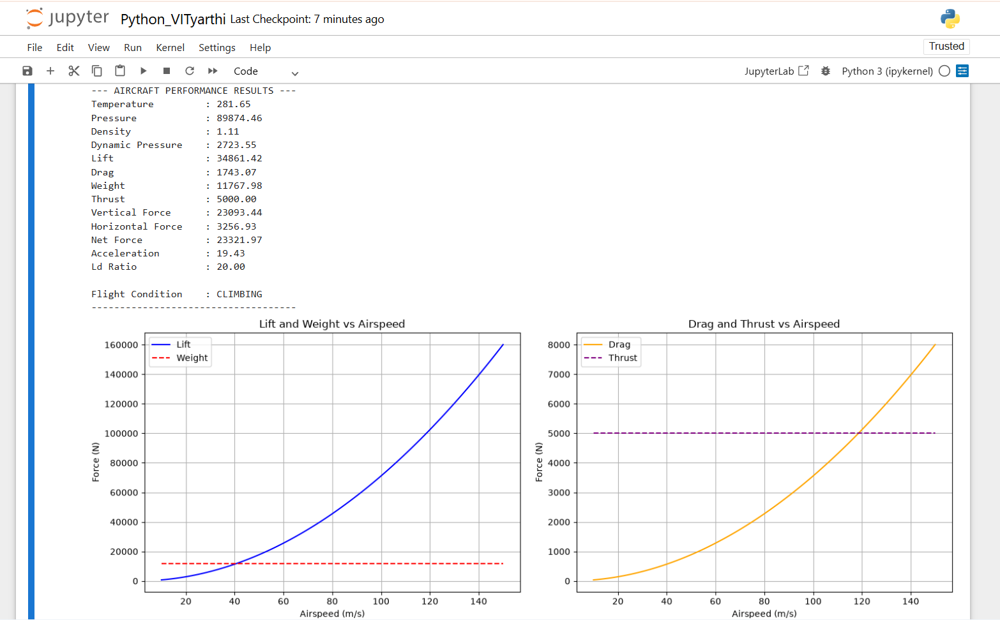 jupyter Python_VITyarthi Last Checkpoint: 7 minutes ago
File Edit View Run Kernel Settings Help Trusted
Code JupyterLab Python 3 (ipykernel)
--- AIRCRAFT PERFORMANCE RESULTS ---
Temperature : 281.65
Pressure : 89874.46
Density : 1.11
Dynamic Pressure : 2723.55
Lift : 34861.42
Drag : 1743.07
Weight : 11767.98
Thrust : 5000.00
Vertical Force : 23093.44
Horizontal Force : 3256.93
Net Force : 23321.97
Acceleration : 19.43
Ld Ratio : 20.00
Flight Condition : CLIMBING
------------------------------------
Lift and Weight vs Airspeed
Lift
Weight
160000
140000
120000
100000
80000
60000
40000
20000
0
Force (N)
20 40 60 80 100 120 140
Airspeed (m/s)
Drag and Thrust vs Airspeed
Drag
Thrust
8000
7000
6000
5000
4000
3000
2000
1000
0
Force (N)
20 40 60 80 100 120 140
Airspeed (m/s)